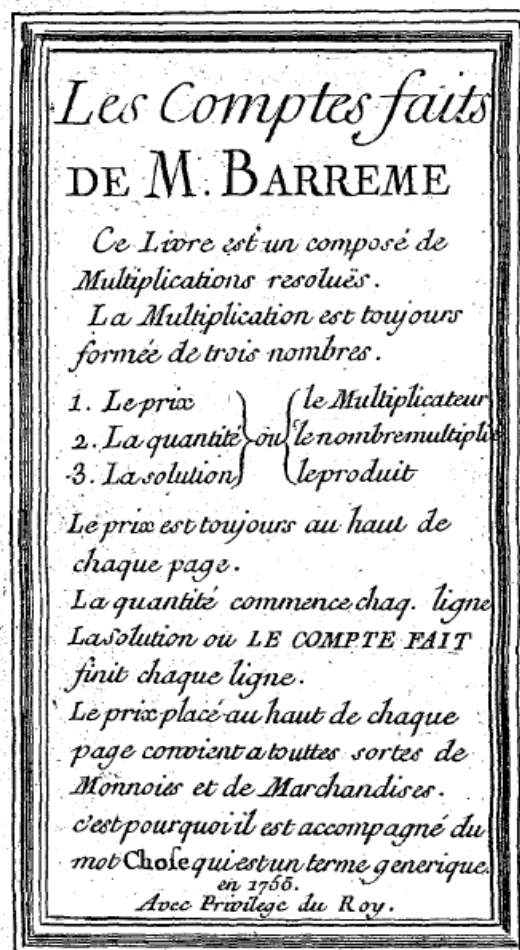 Les Comptes faits
DE M. BARREME
Ce Livre est un composé de
Multiplications resoluës.
La Multiplication est toujours
formée de trois nombres.
1. Le prix } { le Multiplicateur
2. La quantité } ou { le nombre multiplié
3. La solution } { le produit
Le prix est toujours au haut de
chaque page.
La quantité commence chaq. ligne
La solution ou LE COMPTE FAIT
finit chaque ligne.
Le prix placé au haut de chaque
page convient a touttes sortes de
Monnoies et de Marchandises.
c'est pourquoi il est accompagné du
mot Choſe qui est un terme generique.
en 1755.
Avec Privilege du Roy.